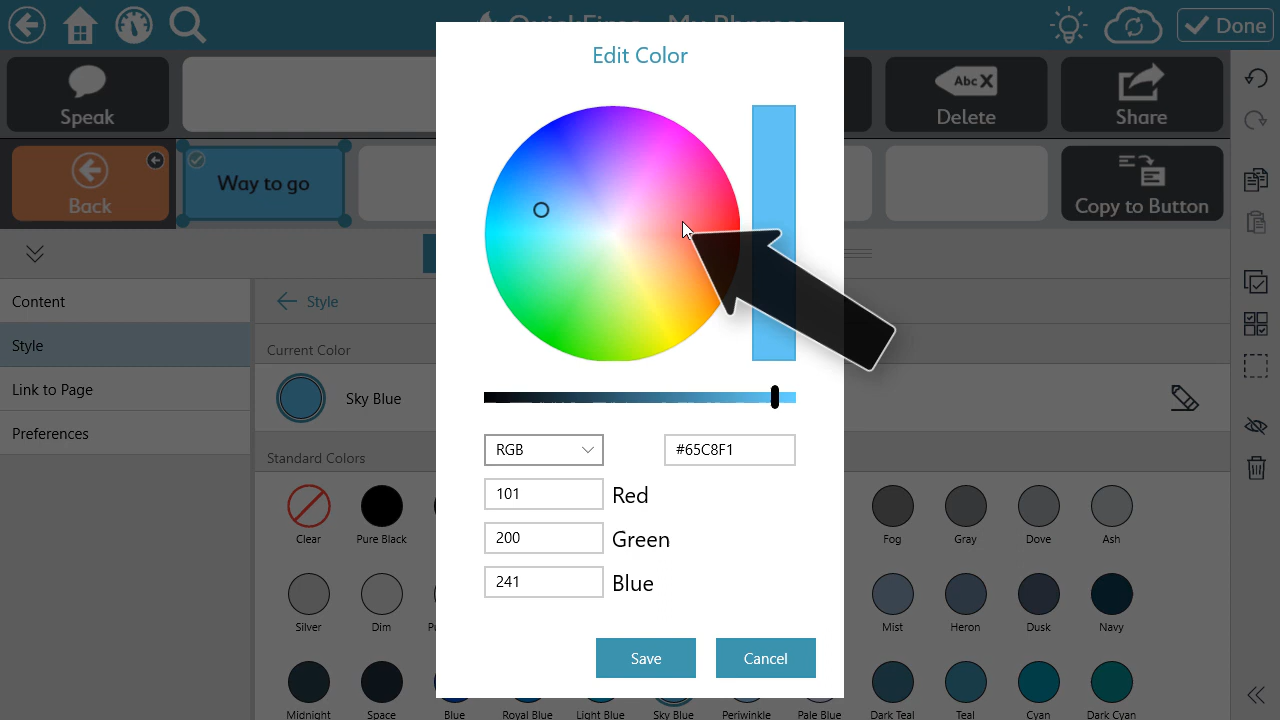 Done
Edit Color
Speak
Abc X
Delete
Share
Back
Way to go
Copy to Button
Content
Style
Style
Current Color
Link to Page
Sky Blue
RGB
#65C8F1
Preferences
Standard Colors
101
Red
200
Green
241
Blue
Clear
Pure Black
Fog
Gray
Dove
Ash
Silver
Dim
Mist
Heron
Dusk
Navy
Save
Cancel
Midnight
Space
Blue
Royal Blue
Light Blue
Sky Blue
Periwinkle
Pale Blue
Dark Teal
Teal
Cyan
Dark Cyan